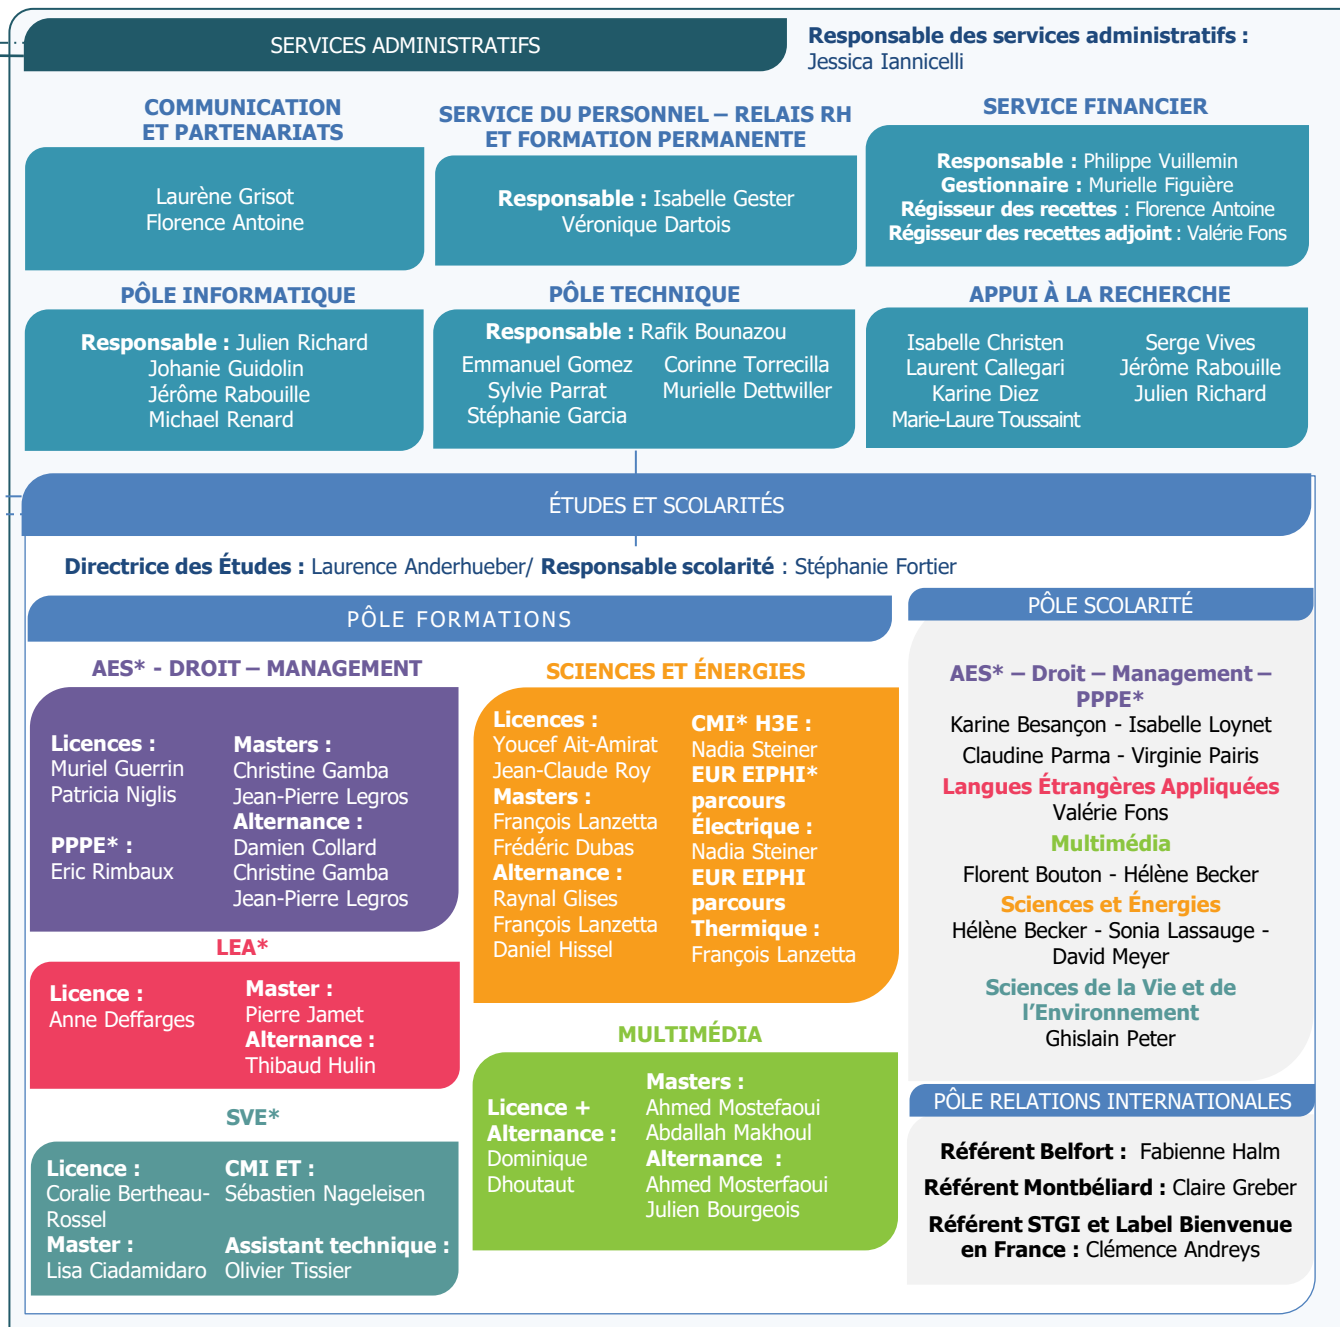 SERVICES ADMINISTRATIFS
Responsable des services administratifs :
Jessica Iannicelli
COMMUNICATION
ET PARTENARIATS
Laurène Grisot
Florence Antoine
SERVICE DU PERSONNEL – RELAIS RH
ET FORMATION PERMANENTE
Responsable : Isabelle Gester
Véronique Dartois
SERVICE FINANCIER
Responsable : Philippe Vuillemin
Gestionnaire : Murielle Figuière
Régisseur des recettes : Florence Antoine
Régisseur des recettes adjoint : Valérie Fons
PÔLE INFORMATIQUE
Responsable : Julien Richard
Johanie Guidolin
Jérôme Rabouille
Michael Renard
PÔLE TECHNIQUE
Responsable : Rafik Bounazou
Emmanuel Gomez
Sylvie Parrat
Stéphanie Garcia
Corinne Torrecilla
Murielle Dettwiller
APPUI À LA RECHERCHE
Isabelle Christen
Laurent Callegari
Karine Diez
Marie-Laure Toussaint
Serge Vives
Jérôme Rabouille
Julien Richard
ÉTUDES ET SCOLARITÉS
Directrice des Études : Laurence Anderhueber/ Responsable scolarité : Stéphanie Fortier
PÔLE FORMATIONS
AES* - DROIT – MANAGEMENT
Licences :
Muriel Guerrin
Patricia Niglis
PPPE* :
Eric Rimbaux
Masters :
Christine Gamba
Jean-Pierre Legros
Alternance :
Damien Collard
Christine Gamba
Jean-Pierre Legros
LEA*
Licence :
Anne Deffarges
Master :
Pierre Jamet
Alternance :
Thibaud Hulin
SVE*
Licence :
Coralie Bertheau-
Rossel
Master :
Lisa Ciadamidaro
CMI ET :
Sébastien Nageleisen
Assistant technique :
Olivier Tissier
SCIENCES ET ÉNERGIES
Licences :
Youcef Ait-Amirat
Jean-Claude Roy
Masters :
François Lanzetta
Frédéric Dubas
Alternance :
Raynal Glises
François Lanzetta
Daniel Hissel
CMI* H3E :
Nadia Steiner
EUR EIPHI*
parcours
Électrique :
Nadia Steiner
EUR EIPHI
parcours
Thermique :
François Lanzetta
MULTIMÉDIA
Licence +
Alternance :
Dominique
Dhoutaut
Masters :
Ahmed Mostefaoui
Abdallah Makhoul
Alternance :
Ahmed Mosterfaoui
Julien Bourgeois
PÔLE SCOLARITÉ
AES* – Droit – Management –
PPPE*
Karine Besançon - Isabelle Loynet
Claudine Parma - Virginie Pairis
Langues Étrangères Appliquées
Valérie Fons
Multimédia
Florent Bouton - Hélène Becker
Sciences et Énergies
Hélène Becker - Sonia Lassauge -
David Meyer
Sciences de la Vie et de
l’Environnement
Ghislain Peter
PÔLE RELATIONS INTERNATIONALES
Référent Belfort : Fabienne Halm
Référent Montbéliard : Claire Greber
Référent STGI et Label Bienvenue
en France : Clémence Andreys